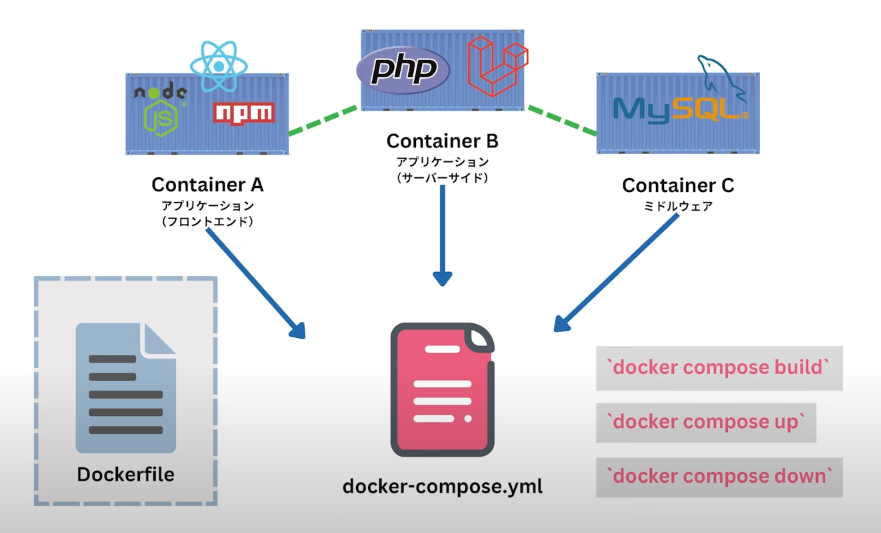 node
JS
npm
Container A
アプリケーション
（フロントエンド）
php
Container B
アプリケーション
（サーバーサイド）
MySQL
Container C
ミドルウェア
Dockerfile
docker-compose.yml
`docker compose build`
`docker compose up`
`docker compose down`